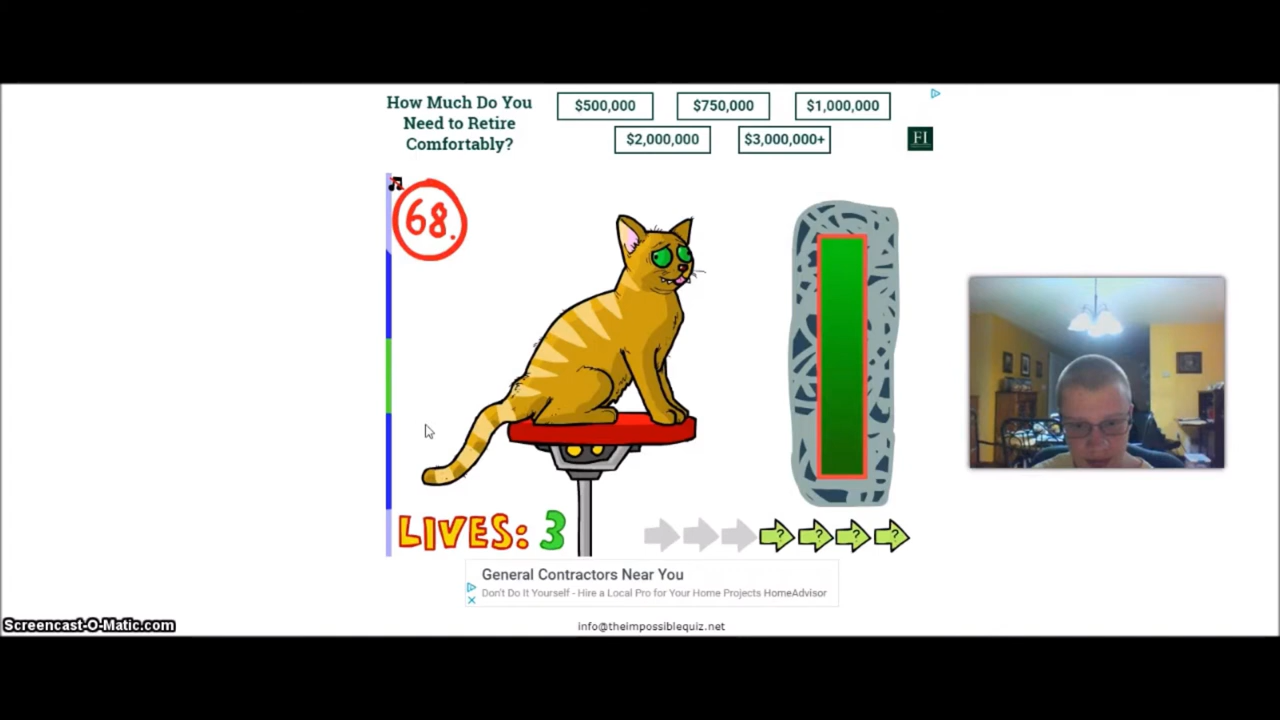 How Much Do You
Need to Retire
Comfortably?
$500,000
$750,000
$1,000,000
$2,000,000
$3,000,000+
FI
68.
LIVES: 3
? ? ? ?
General Contractors Near You
Don't Do It Yourself - Hire a Local Pro for Your Home Projects HomeAdvisor
info@theimpossiblequiz.net
Screencast-O-Matic.com